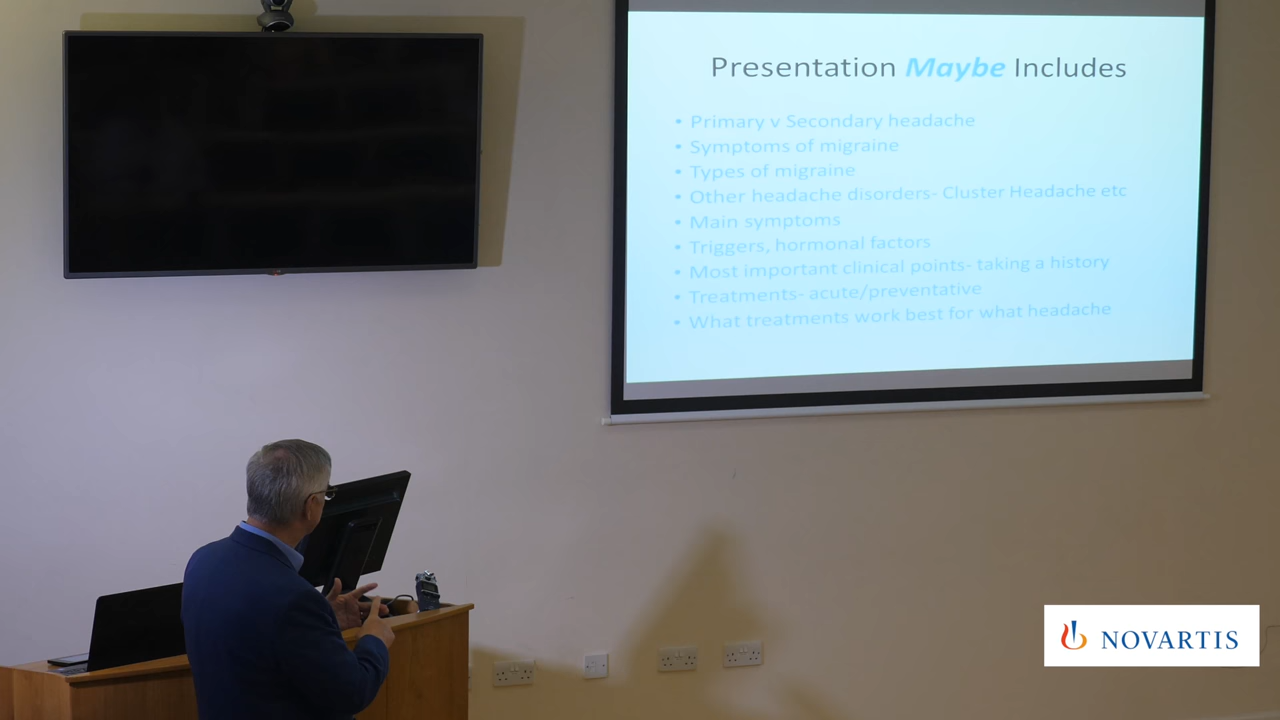 Presentation Maybe Includes
• Primary v Secondary headache
• Symptoms of migraine
• Types of migraine
• Other headache disorders- Cluster Headache etc
• Main symptoms
• Triggers, hormonal factors
• Most important clinical points- taking a history
• Treatments- acute/preventative
• What treatments work best for what headache
NOVARTIS